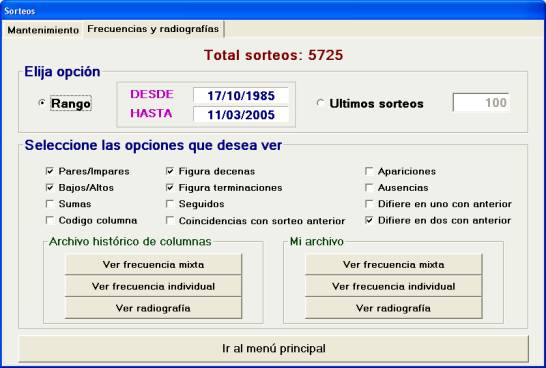 Sorteos
Mantenimiento Frecuencias y radiografías
Total sorteos: 5725
Elija opción
Rango DESDE 17/10/1985 Ultimos sorteos 100
HASTA 11/03/2005
Seleccione las opciones que desea ver
Pares/Impares Figura decenas Apariciones
Bajos/Altos Figura terminaciones Ausencias
Sumas Seguidos Difiere en uno con anterior
Codigo columna Coincidencias con sorteo anterior Difiere en dos con anterior
Archivo histórico de columnas Mi archivo
Ver frecuencia mixta Ver frecuencia mixta
Ver frecuencia individual Ver frecuencia individual
Ver radiografía Ver radiografía
Ir al menú principal